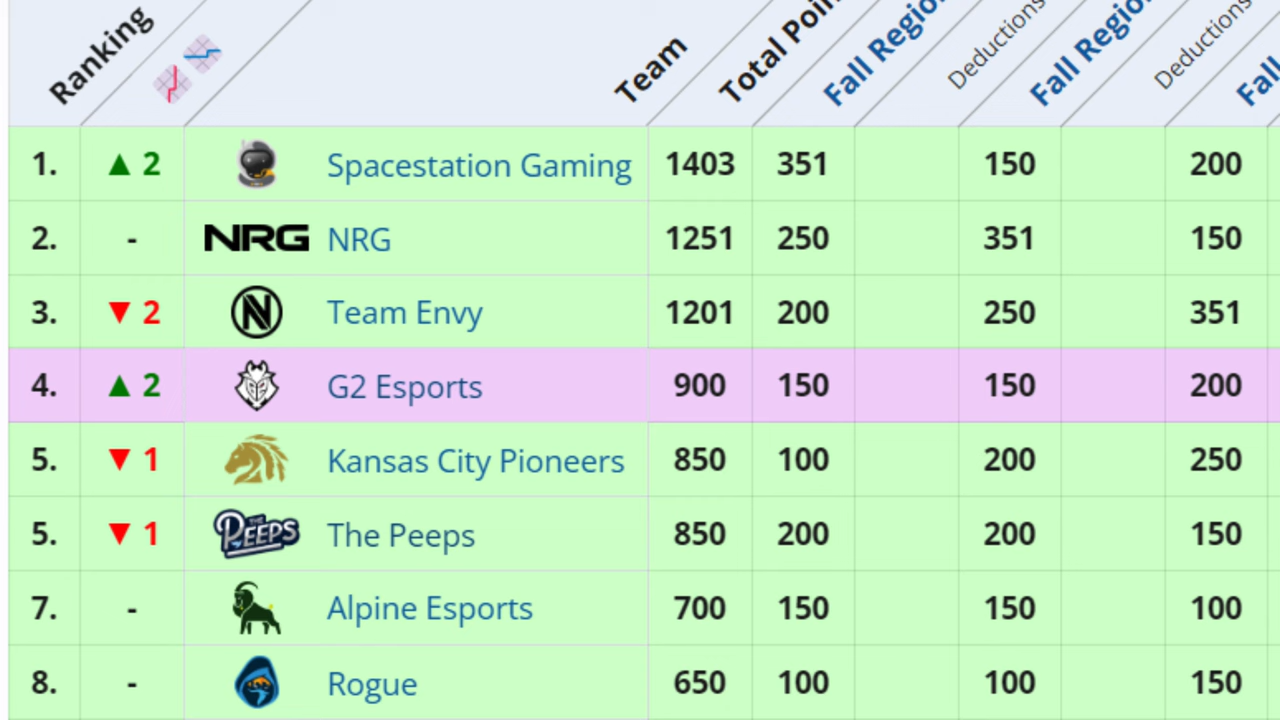 Ranking
Team
Total
Fall
Deductions
Fall
Deductions
Fall
1. ▲ 2 Spacestation Gaming 1403 351 150 200
2. - NRG NRG 1251 250 351 150
3. ▼ 2 Team Envy 1201 200 250 351
4. ▲ 2 G2 Esports 900 150 150 200
5. ▼ 1 Kansas City Pioneers 850 100 200 250
5. ▼ 1 THE PEEPS The Peeps 850 200 200 150
7. - Alpine Esports 700 150 150 100
8. - Rogue 650 100 100 150